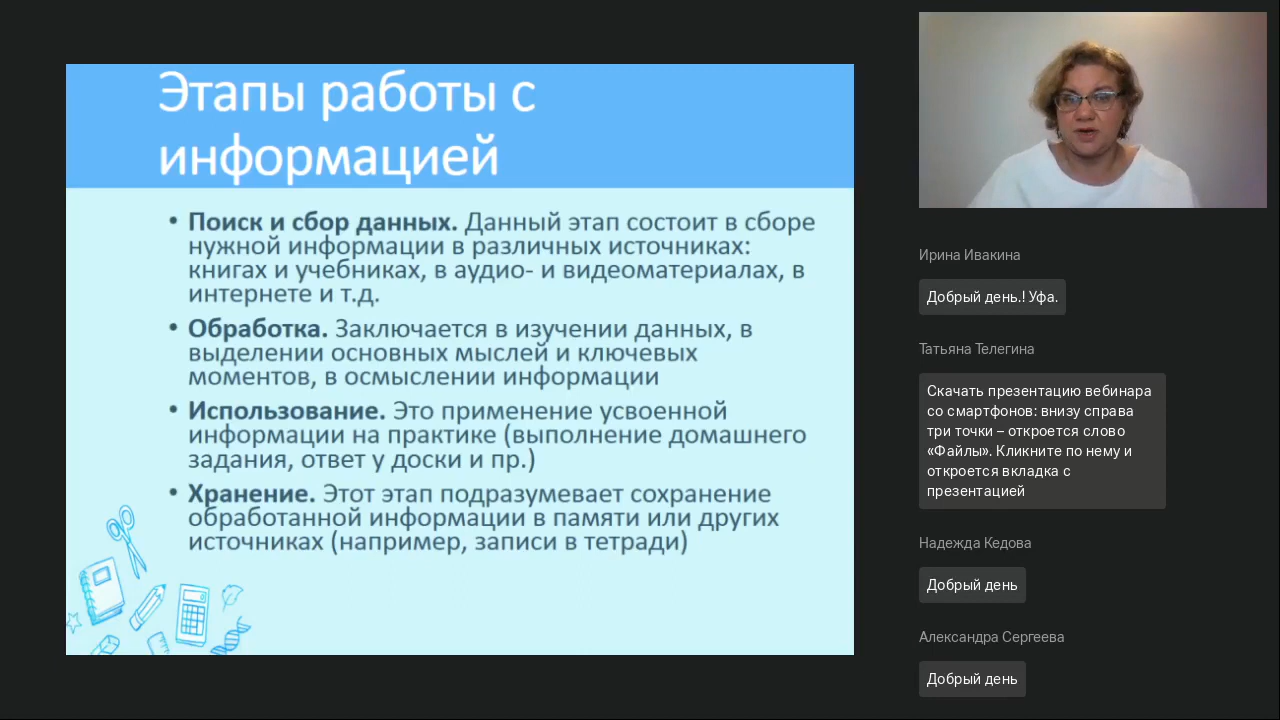 Этапы работы с
информацией
• Поиск и сбор данных. Данный этап состоит в сборе
нужной информации в различных источниках:
книгах и учебниках, в аудио- и видеоматериалах, в
интернете и т.д.
• Обработка. Заключается в изучении данных, в
выделении основных мыслей и ключевых
моментов, в осмыслении информации
• Использование. Это применение усвоенной
информации на практике (выполнение домашнего
задания, ответ у доски и пр.)
• Хранение. Этот этап подразумевает сохранение
обработанной информации в памяти или других
источниках (например, записи в тетради)
Ирина Ивакина
Добрый день.! Уфа.
Татьяна Телегина
Скачать презентацию вебинара
со смартфонов: внизу справа
три точки – откроется слово
«Файлы». Кликните по нему и
откроется вкладка с
презентацией
Надежда Кедова
Добрый день
Александра Сергеева
Добрый день